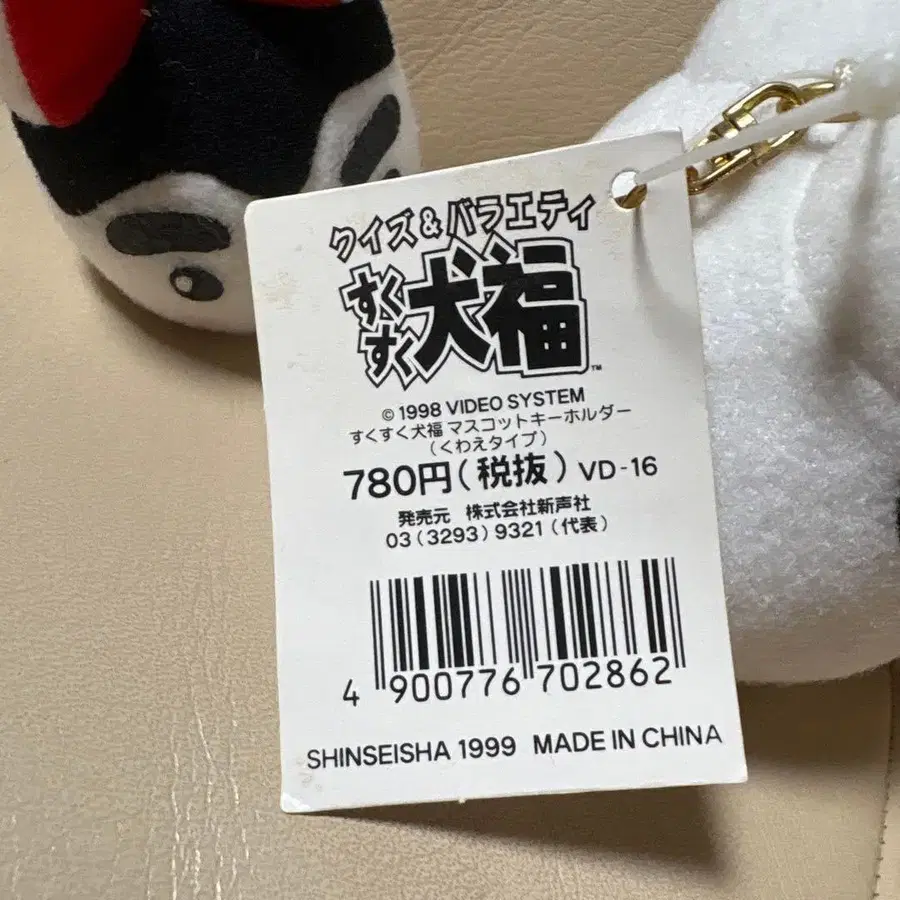 クイズ&バラエティ
すくすく犬福™
© 1998 VIDEO SYSTEM
すくすく犬福 マスコットキーホルダー
(くわえタイプ)
780円(税抜) VD-16
発売元 株式会社新声社
03(3293)9321(代表)
4 900776 702862
SHINSEISHA 1999 MADE IN CHINA